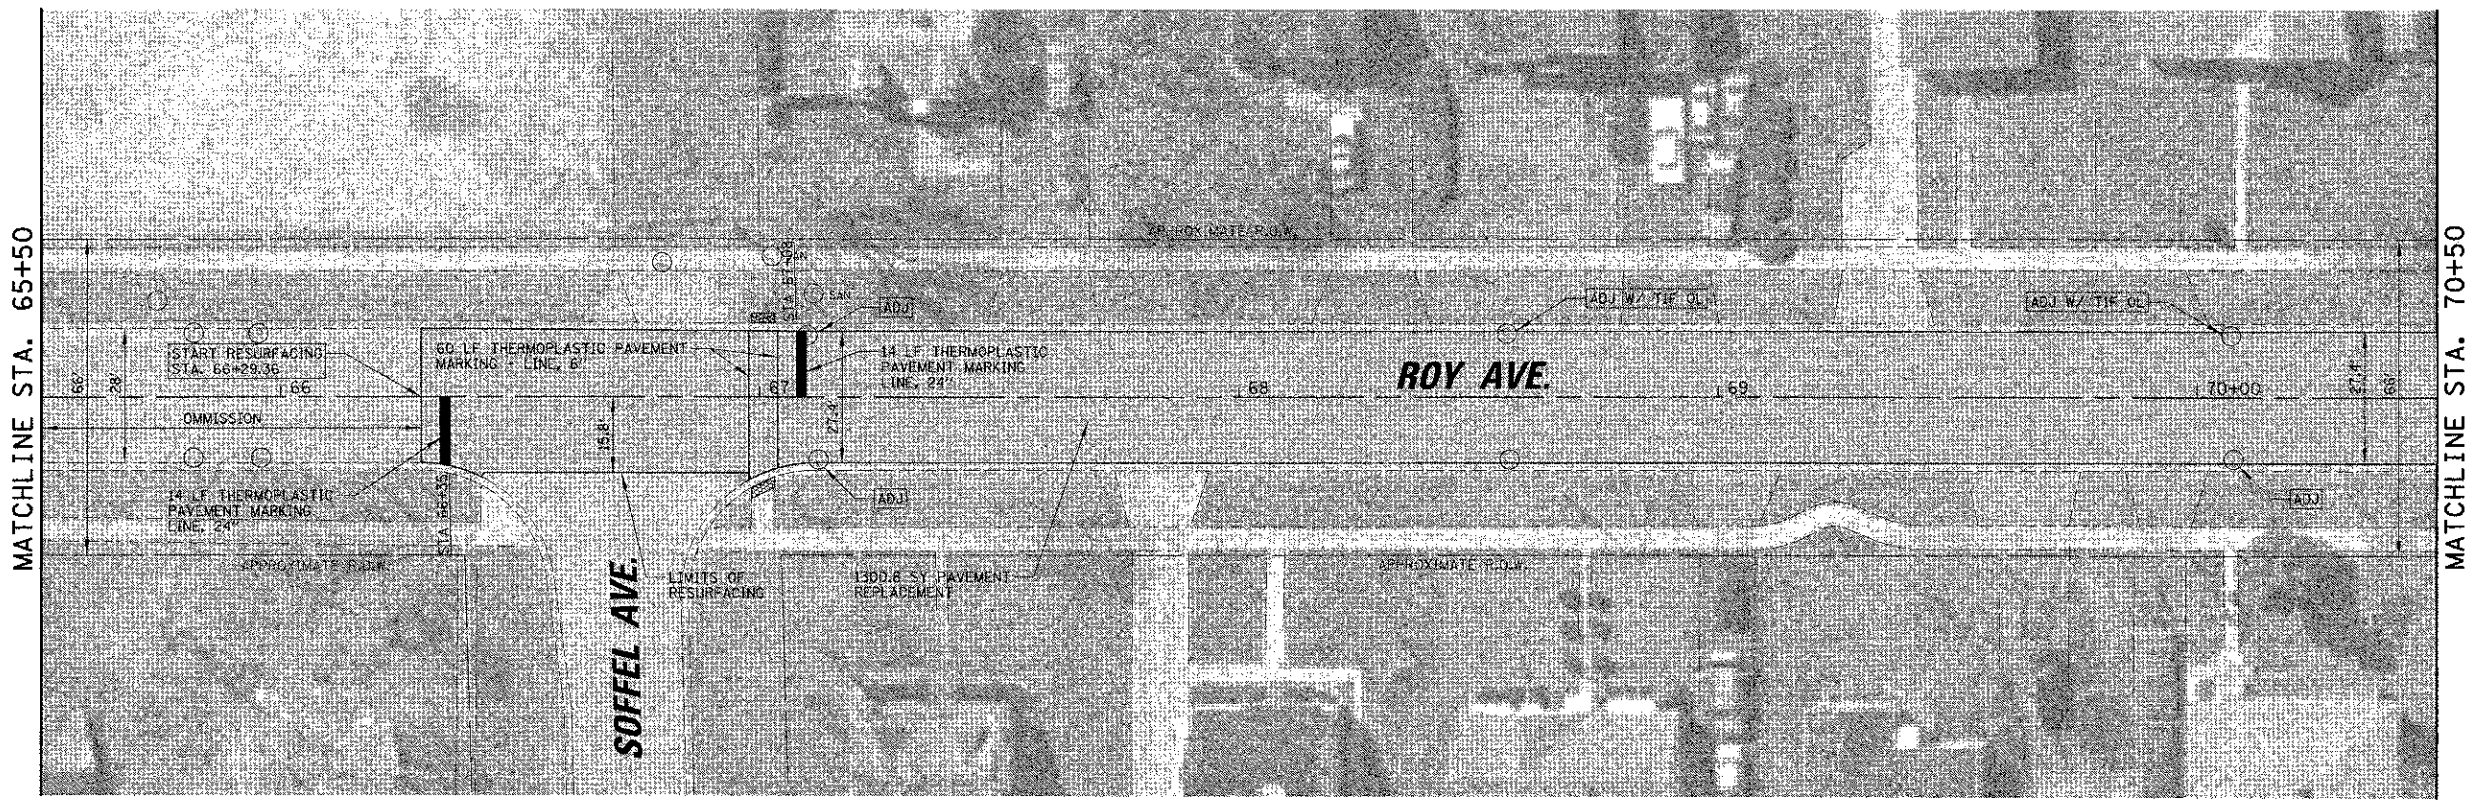 MATCHLINE STA. 65+50
APPROXIMATE R.O.W.
SAN
SAN
ADJ
ADJ W/ TIF OL
ADJ W/ TIF OL
START RESURFACING
STA. 66+29.36
60 LF THERMOPLASTIC PAVEMENT
MARKING - LINE, 6"
14 LF THERMOPLASTIC
PAVEMENT MARKING
LINE, 24"
ROY AVE.
66
67
68
69
70+00
66'
28'
OMMISSION
15.8'
27.4'
27.4'
66'
14 LF THERMOPLASTIC
PAVEMENT MARKING
LINE, 24"
STA. 66+35
ADJ
ADJ
APPROXIMATE R.O.W.
SOFFEL AVE.
LIMITS OF
RESURFACING
1300.8 SY PAVEMENT
REPLACEMENT
APPROXIMATE R.O.W.
MATCHLINE STA. 70+50